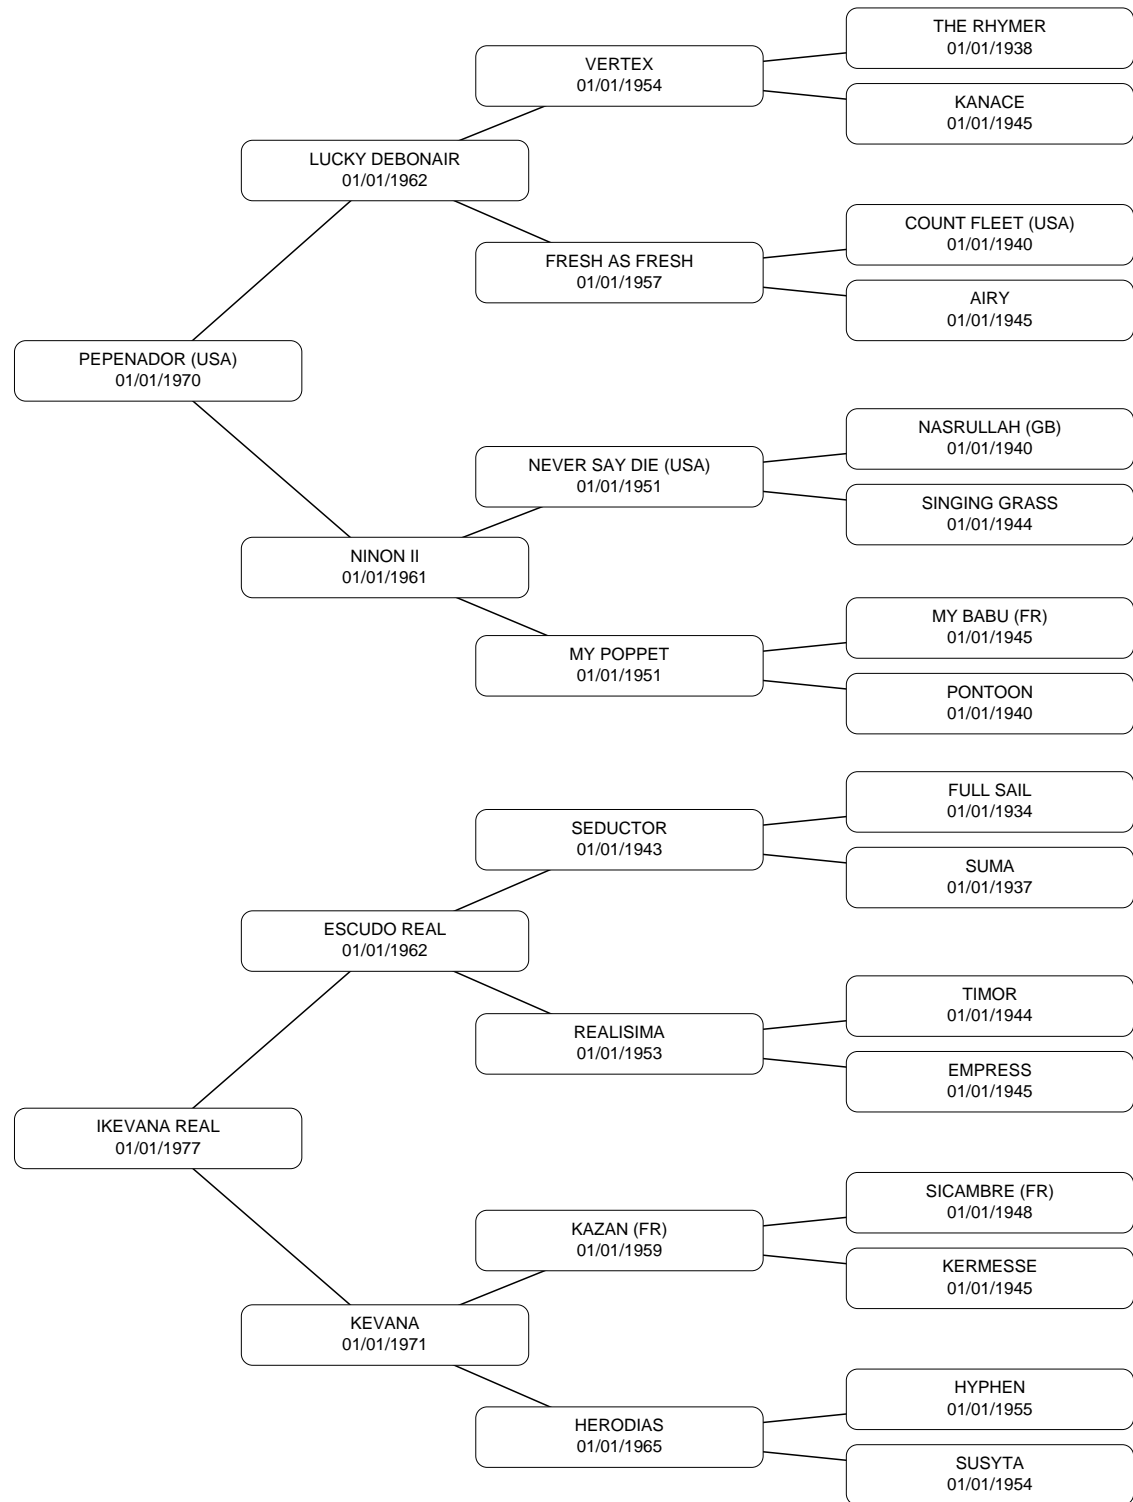 THE RHYMER
01/01/1938
VERTEX
01/01/1954
KANACE
01/01/1945
LUCKY DEBONAIR
01/01/1962
COUNT FLEET (USA)
01/01/1940
FRESH AS FRESH
01/01/1957
AIRY
01/01/1945
PEPENADOR (USA)
01/01/1970
NASRULLAH (GB)
01/01/1940
NEVER SAY DIE (USA)
01/01/1951
SINGING GRASS
01/01/1944
NINON II
01/01/1961
MY BABU (FR)
01/01/1945
MY POPPET
01/01/1951
PONTOON
01/01/1940
FULL SAIL
01/01/1934
SEDUCTOR
01/01/1943
SUMA
01/01/1937
ESCUDO REAL
01/01/1962
TIMOR
01/01/1944
REALISIMA
01/01/1953
EMPRESS
01/01/1945
IKEVANA REAL
01/01/1977
SICAMBRE (FR)
01/01/1948
KAZAN (FR)
01/01/1959
KERMESSE
01/01/1945
KEVANA
01/01/1971
HYPHEN
01/01/1955
HERODIAS
01/01/1965
SUSYTA
01/01/1954